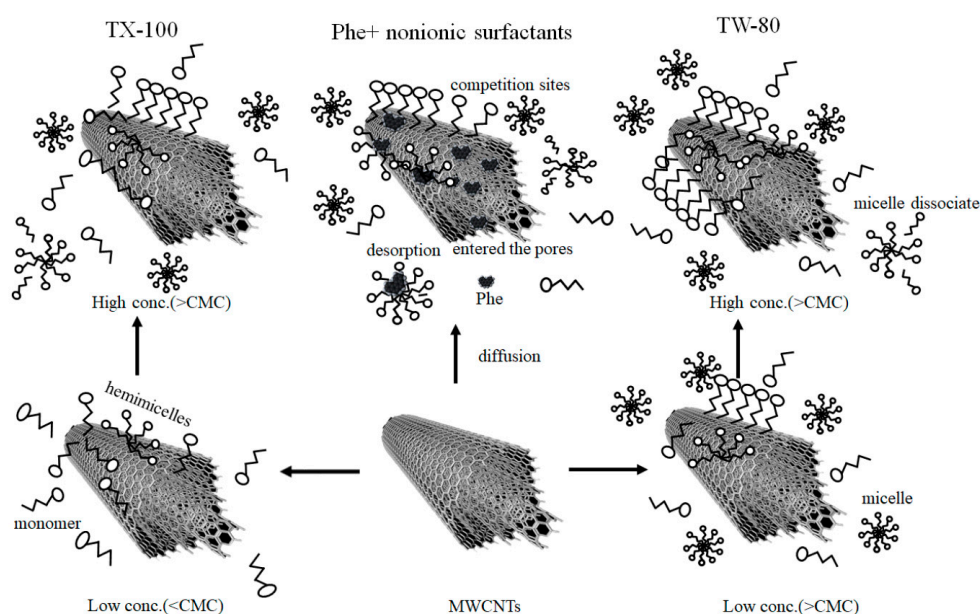 TX-100
Phe+ nonionic surfactants
TW-80
competition sites
micelle dissociate
desorption
entered the pores
Phe
High conc.(>CMC)
High conc.(>CMC)
diffusion
hemimicelles
monomer
micelle
Low conc.(<CMC)
MWCNTs
Low conc.(>CMC)